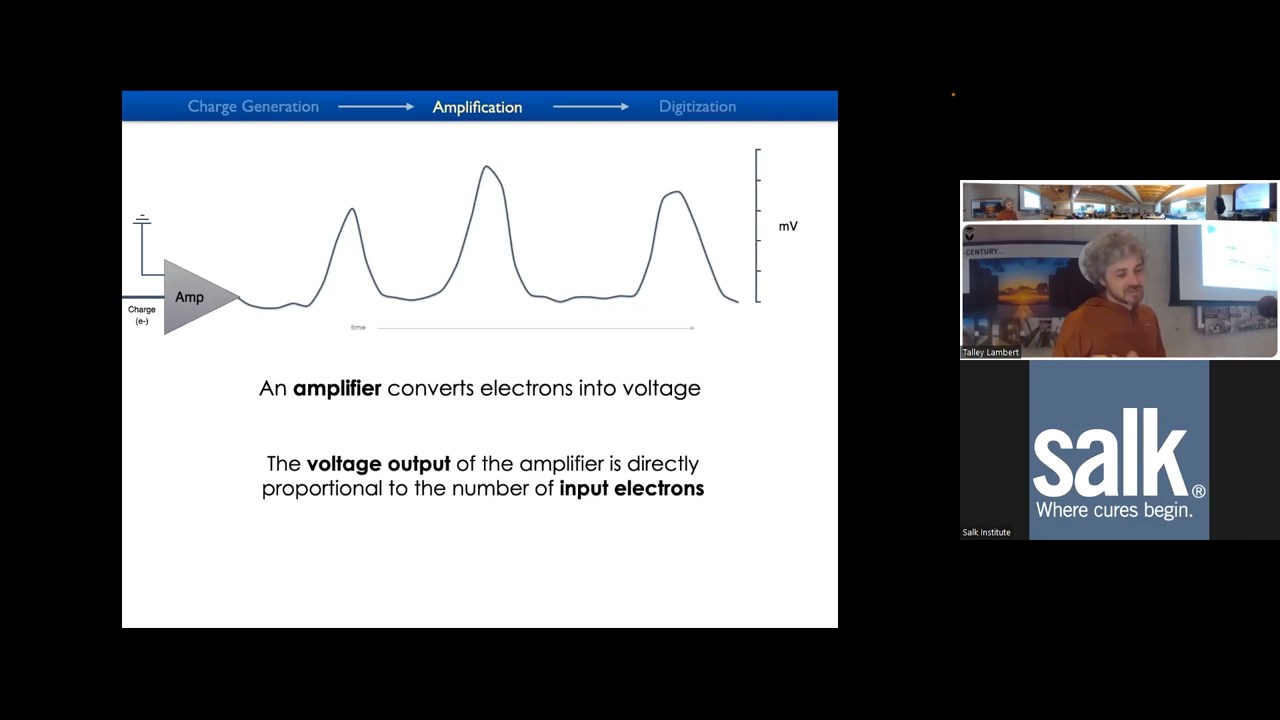 Charge Generation
Amplification
Digitization
mV
Amp
Charge
(e-)
time
An amplifier converts electrons into voltage
The voltage output of the amplifier is directly
proportional to the number of input electrons
-CENTURY...
Talley Lambert
salk®
Where cures begin.
Salk Institute